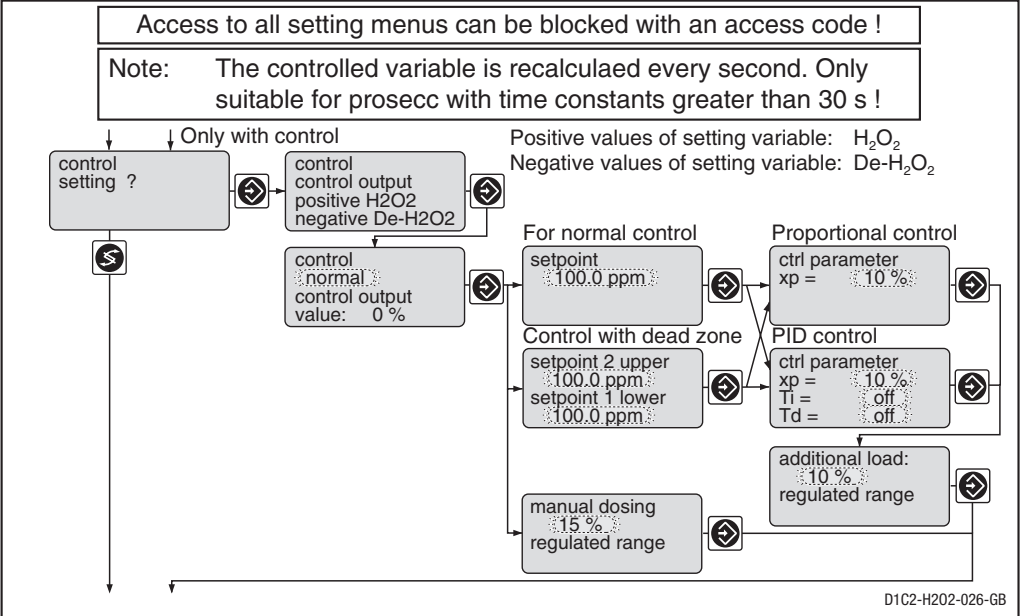 Access to all setting menus can be blocked with an access code !
Note: The controlled variable is recalculaed every second. Only
suitable for prosecc with time constants greater than 30 s !
Only with control
Positive values of setting variable: H₂O₂
Negative values of setting variable: De-H₂O₂
control
setting ?
control
control output
positive H2O2
negative De-H2O2
control
normal
control output
value: 0 %
For normal control
setpoint
100.0 ppm
Proportional control
ctrl parameter
xp = 10 %
Control with dead zone
setpoint 2 upper
100.0 ppm
setpoint 1 lower
100.0 ppm
PID control
ctrl parameter
xp = 10 %
Ti = off
Td = off
additional load:
10 %
regulated range
manual dosing
15 %
regulated range
D1C2-H2O2-026-GB